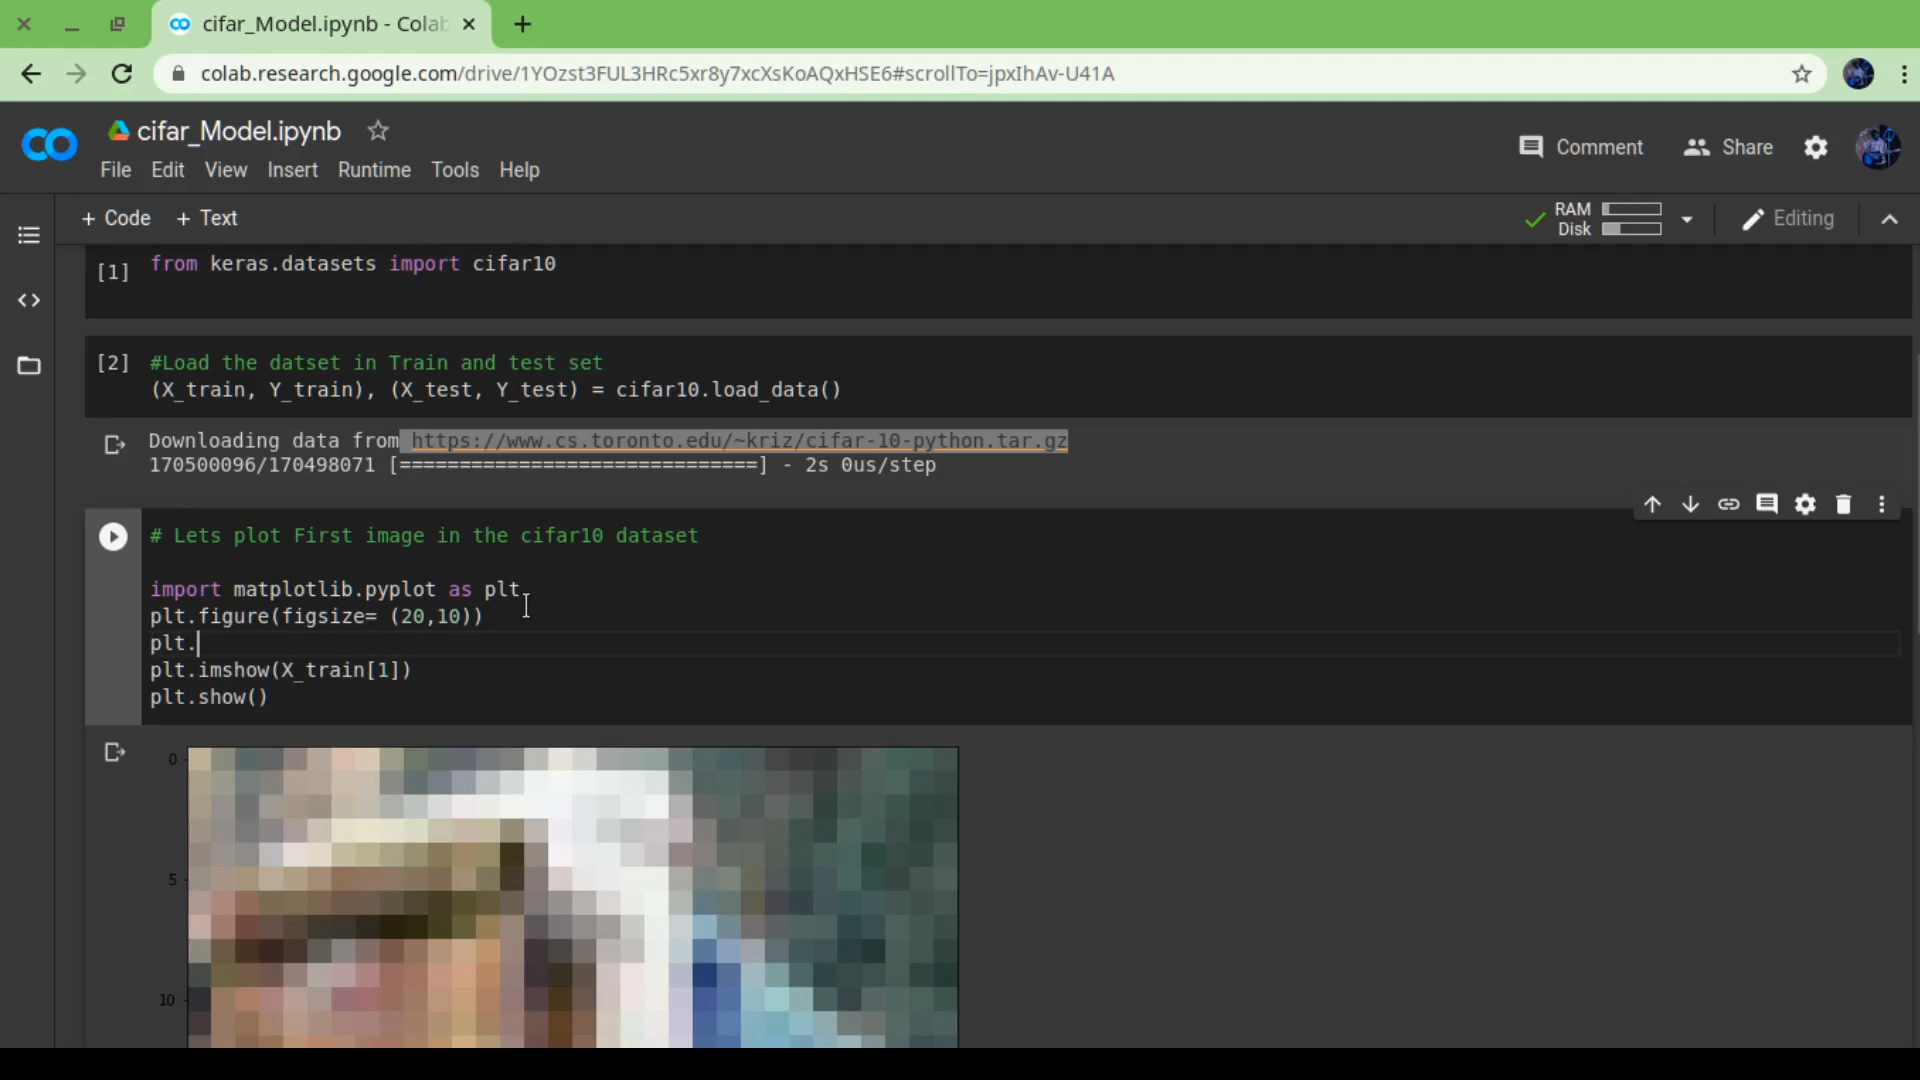 cifar_Model.ipynb - Colab
colab.research.google.com/drive/1YOzst3FUL3HRc5xr8y7xcXsKoAQxHSE6#scrollTo=jpxIhAv-U41A
cifar_Model.ipynb
Comment
Share
File Edit View Insert Runtime Tools Help
+ Code + Text
RAM
Disk
Editing
[1] from keras.datasets import cifar10
[2] #Load the datset in Train and test set
(X_train, Y_train), (X_test, Y_test) = cifar10.load_data()
Downloading data from https://www.cs.toronto.edu/~kriz/cifar-10-python.tar.gz
170500096/170498071 [==============================] - 2s 0us/step
# Lets plot First image in the cifar10 dataset
import matplotlib.pyplot as plt
plt.figure(figsize= (20,10))
plt.
plt.imshow(X_train[1])
plt.show()
0
5
10